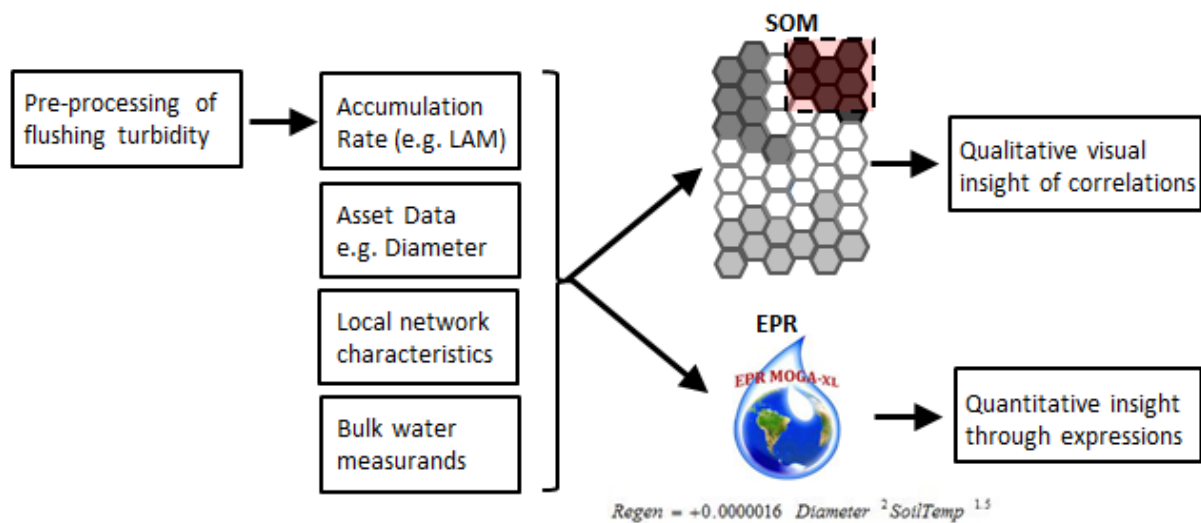 Pre-processing of
flushing turbidity
Accumulation
Rate (e.g. LAM)
Asset Data
e.g. Diameter
Local network
characteristics
Bulk water
measurands
SOM
Qualitative visual
insight of correlations
EPR
EPR MOGA-XL
Quantitative insight
through expressions
Regen = +0.0000016 Diameter ² SoilTemp ¹·⁵